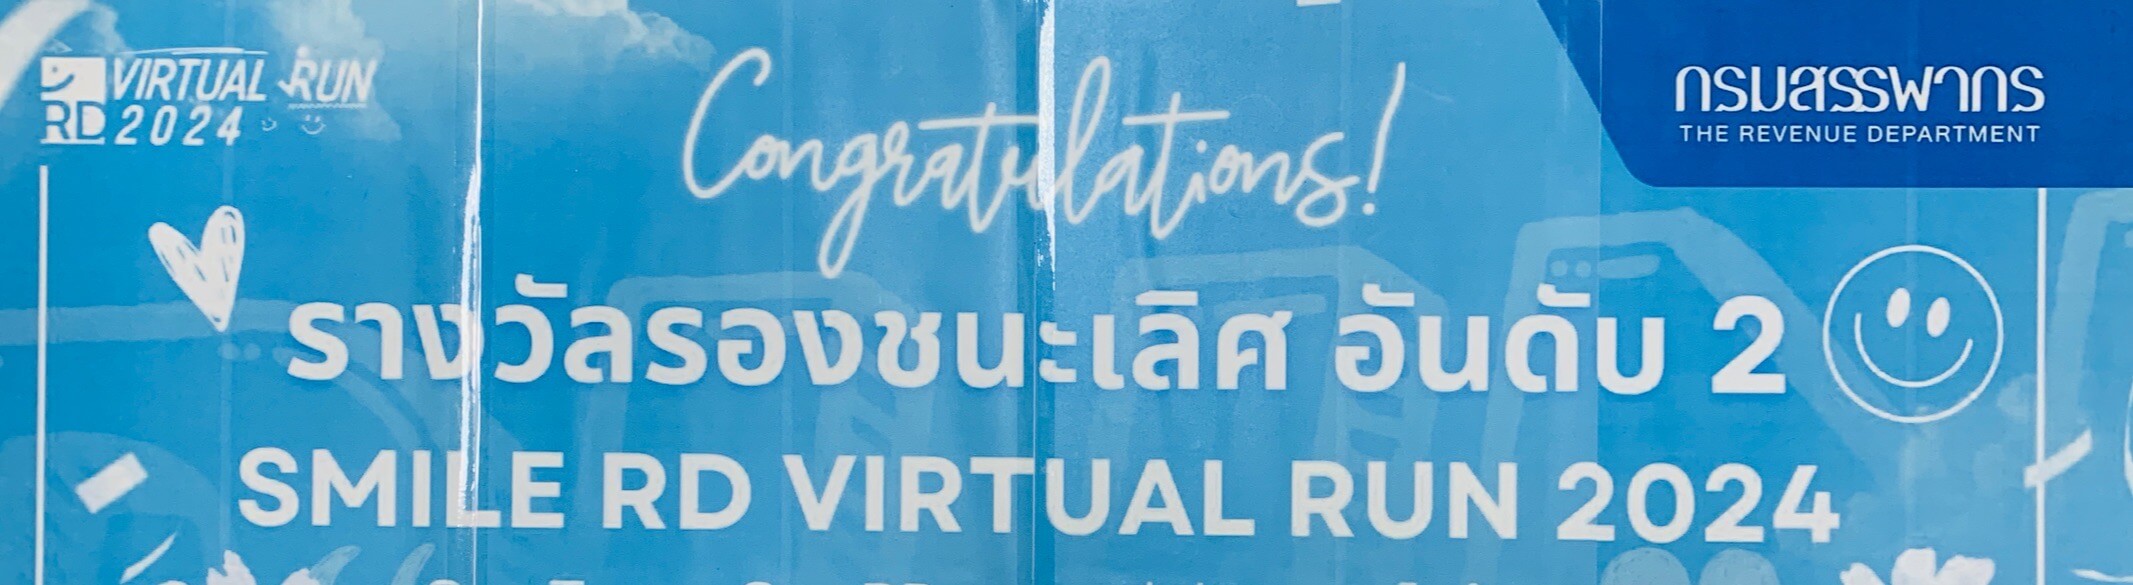 VIRTUAL RUN
RD 2024
Congratulations!
กรมสรรพากร
THE REVENUE DEPARTMENT
รางวัลรองชนะเลิศ อันดับ 2
SMILE RD VIRTUAL RUN 2024